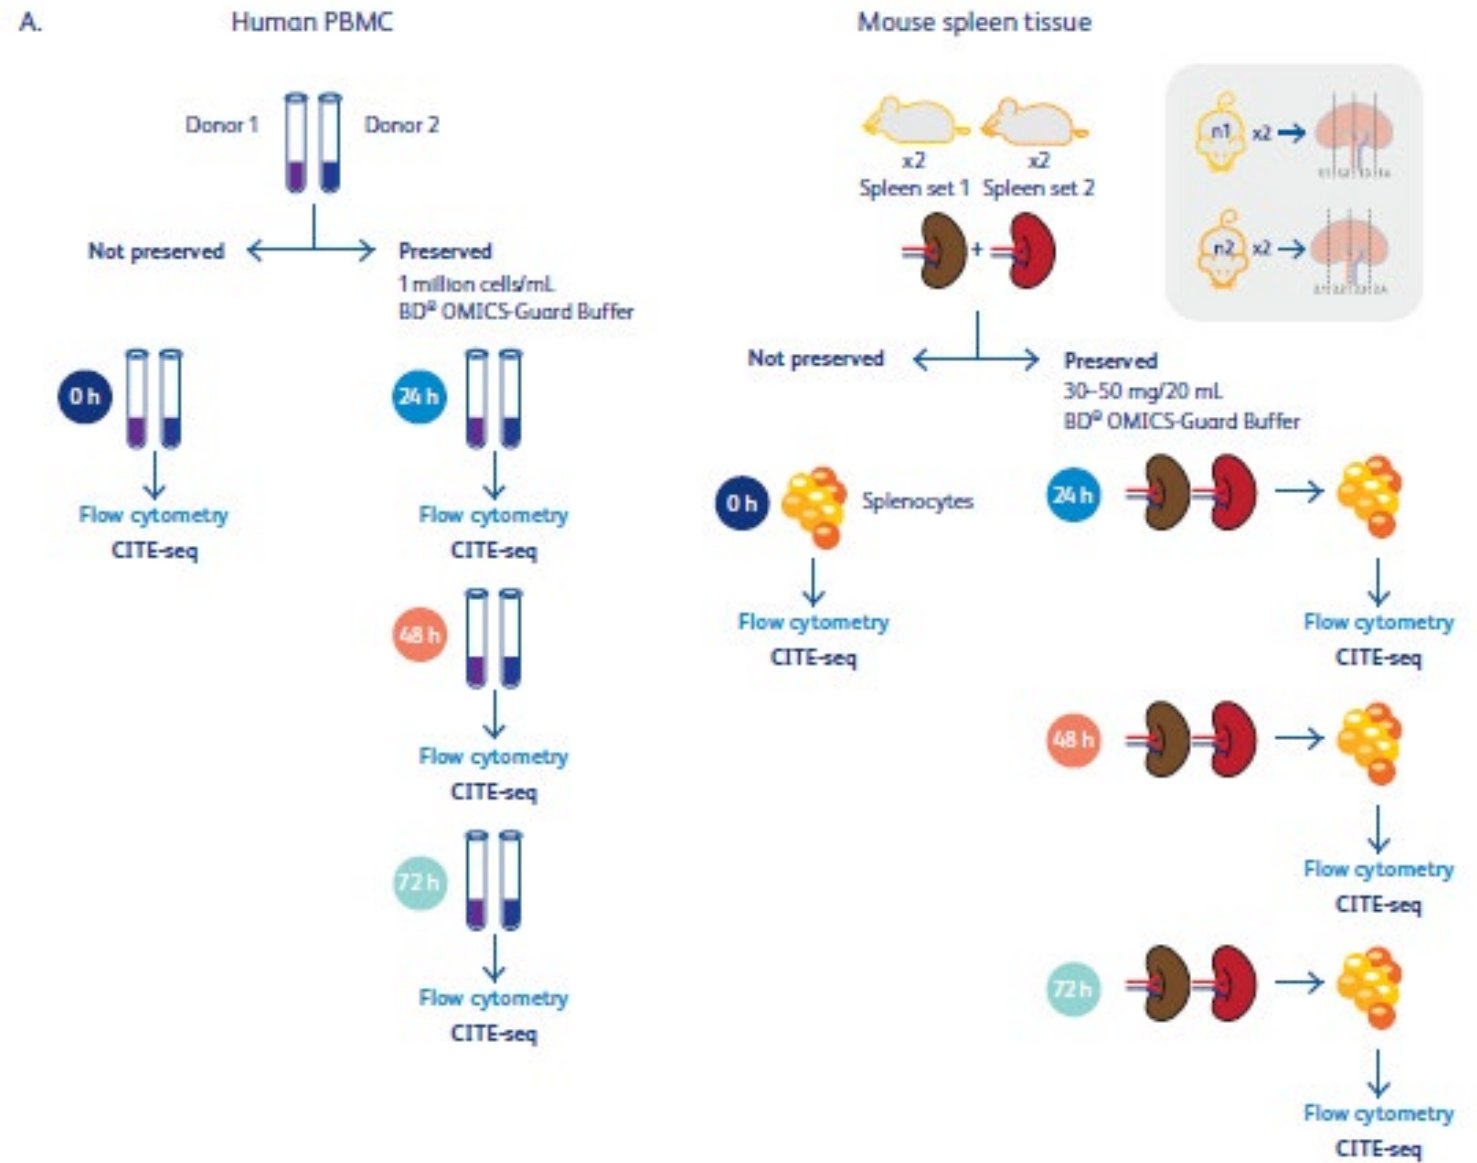 A.
Human PBMC
Donor 1
Donor 2
Not preserved
Preserved
1 million cells/mL
BD® OMICS-Guard Buffer
0 h
24 h
Flow cytometry
CITE-seq
Flow cytometry
CITE-seq
48 h
Flow cytometry
CITE-seq
72 h
Flow cytometry
CITE-seq
Mouse spleen tissue
x2
x2
Spleen set 1
Spleen set 2
+
n1
x2
n2
x2
Not preserved
Preserved
30–50 mg/20 mL
BD® OMICS-Guard Buffer
0 h
Splenocytes
24 h
Flow cytometry
CITE-seq
Flow cytometry
CITE-seq
48 h
Flow cytometry
CITE-seq
72 h
Flow cytometry
CITE-seq